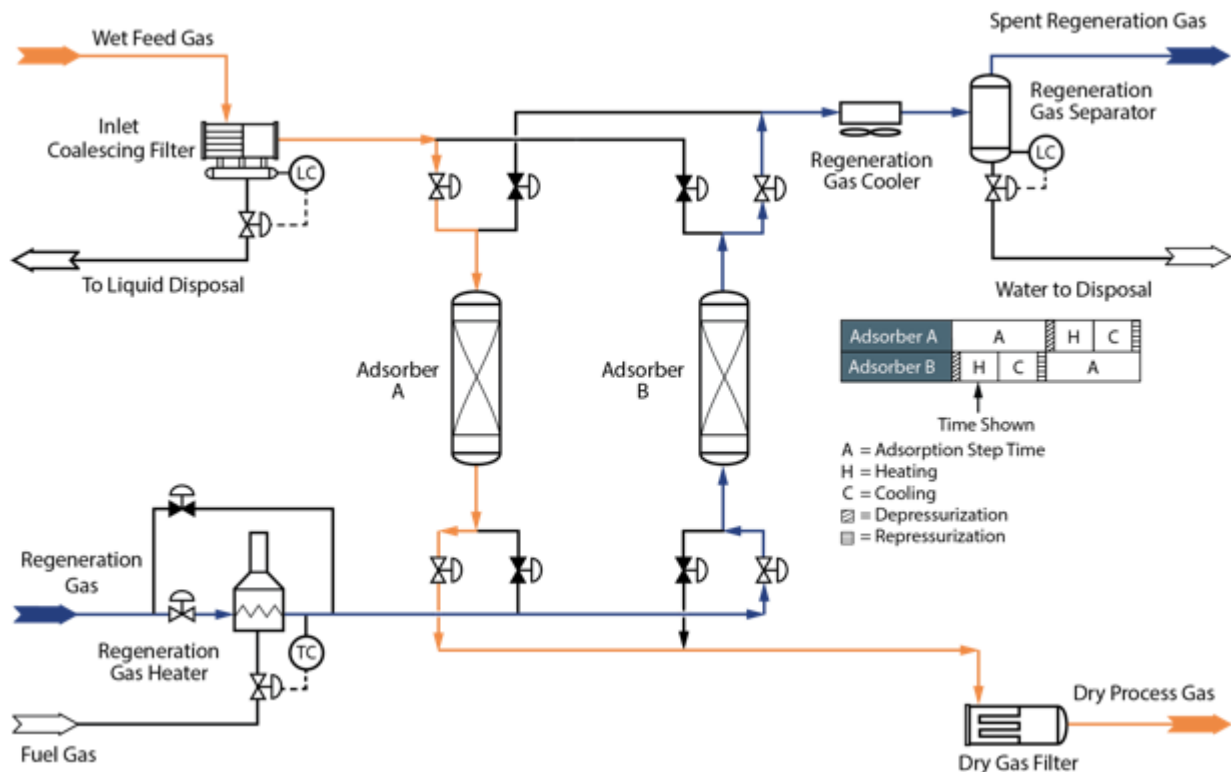 Wet Feed Gas
Spent Regeneration Gas
Inlet
Coalescing Filter
LC
Regeneration
Gas Cooler
Regeneration
Gas Separator
LC
To Liquid Disposal
Water to Disposal
Adsorber
A
Adsorber
B
Adsorber A A H C
Adsorber B H C A
Time Shown
A = Adsorption Step Time
H = Heating
C = Cooling
= Depressurization
= Repressurization
Regeneration
Gas
Regeneration
Gas Heater
TC
Fuel Gas
Dry Process Gas
Dry Gas Filter